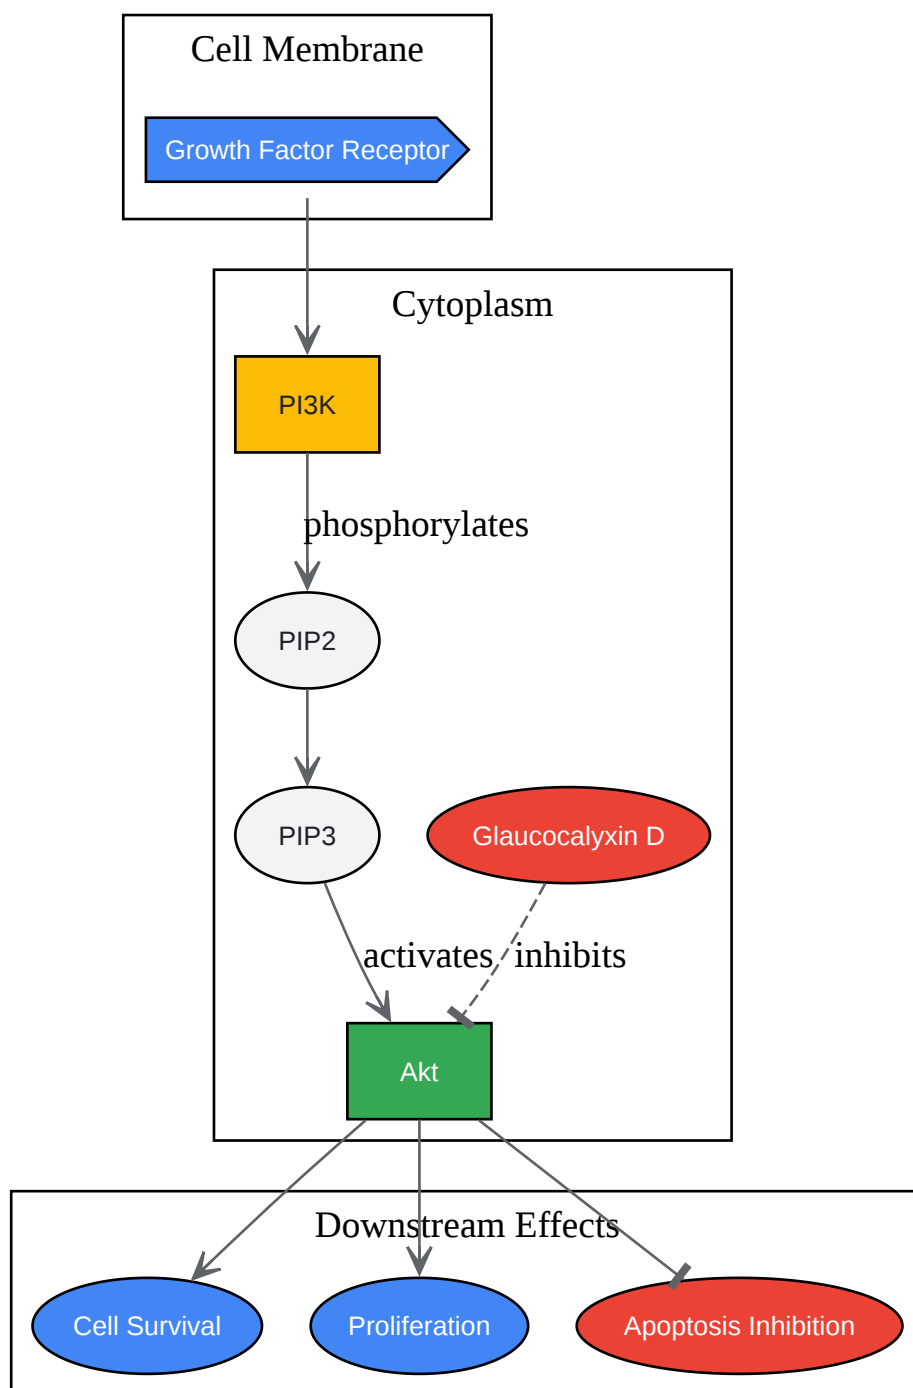 Cell Membrane
Growth Factor Receptor
Cytoplasm
PI3K
phosphorylates
PIP2
PIP3
Glaucocalyxin D
activates
inhibits
Akt
Downstream Effects
Cell Survival
Proliferation
Apoptosis Inhibition